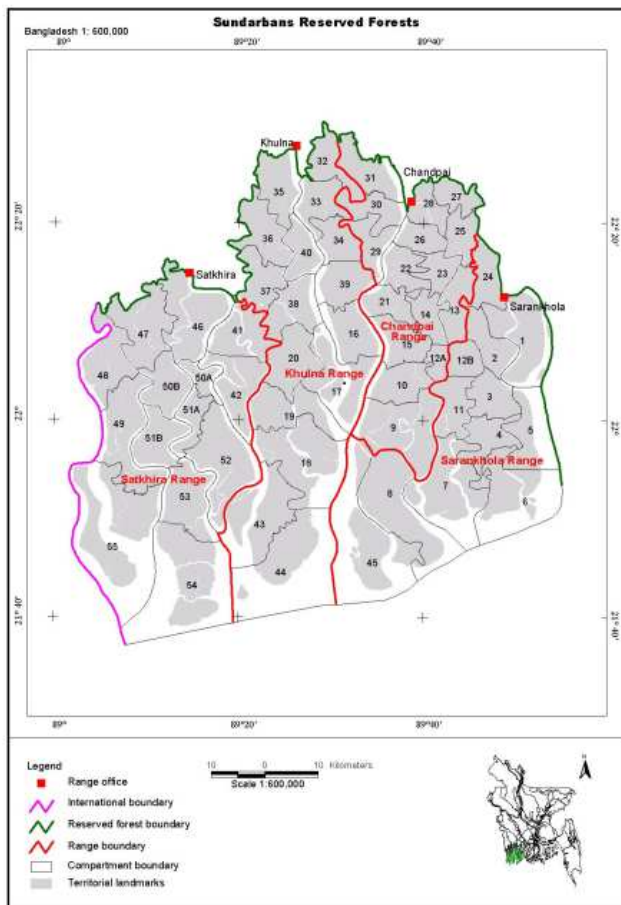 Sundarbans Reserved Forests
Bangladesh 1: 600,000
89° 89°20' 89°40'
Khulna
32
31
Chandpai
35
33
30
28
27
22° 20'
22° 20'
25
36
34
29
26
40
24
Satkhira
37
39
22
23
38
21
14
13
Sarankhola
47
46
41
16
Chandpai
Range
15
1
48
50A
20
12A
12B
2
50B
Khulna Range
10
51A
42
17
3
49
19
9
11
22°
22°
51B
4
5
52
18
Sarankhola Range
Satkhira Range
53
8
7
6
43
55
44
45
54
21° 40'
21° 40'
89° 89°20' 89°40'
Legend
Range office
International boundary
Reserved forest boundary
Range boundary
Compartment boundary
Territorial landmarks
10 0 10 Kilometers
Scale 1:600,000
N